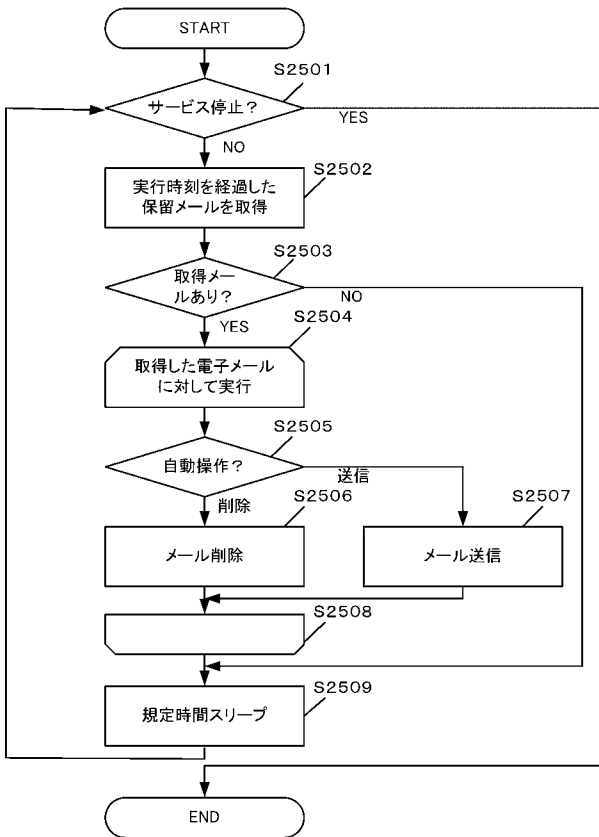 START
S2501
サービス停止？
YES
NO
S2502
実行時刻を経過した
保留メールを取得
S2503
取得メー
ルあり？
NO
YES
S2504
取得した電子メール
に対して実行
S2505
自動操作？
送信
削除
S2506
S2507
メール削除
メール送信
S2508
S2509
規定時間スリープ
END